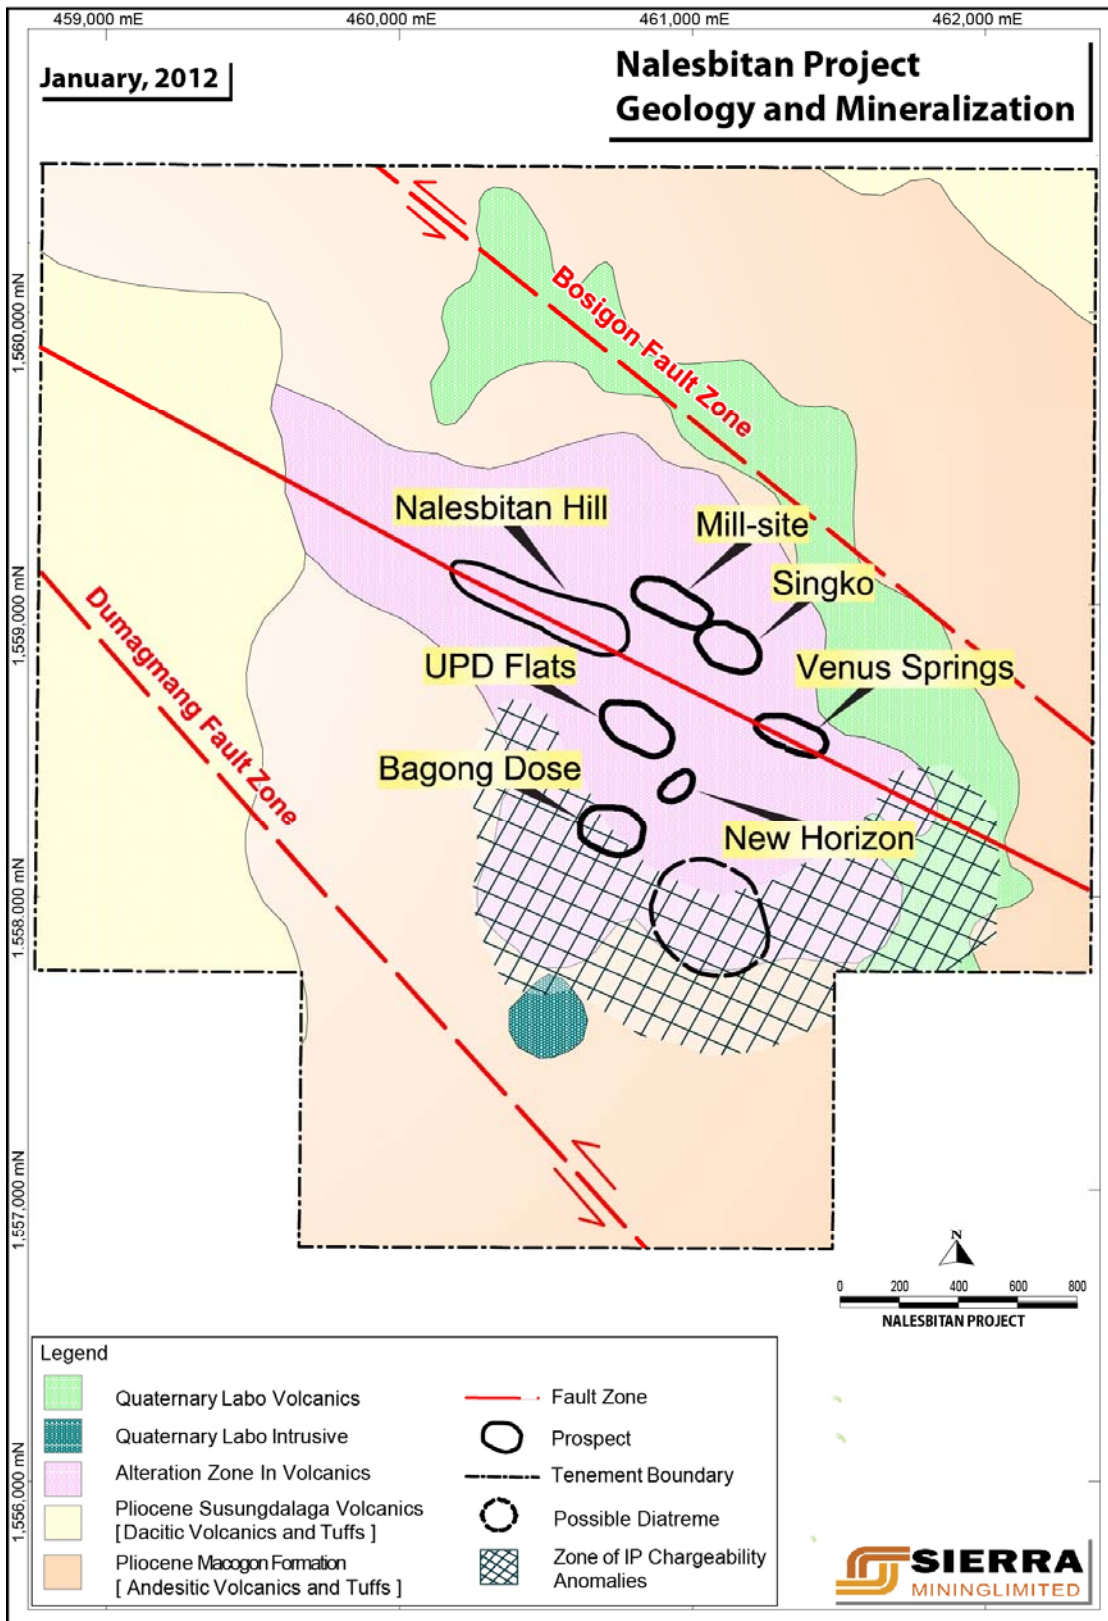 459,000 mE
460,000 mE
461,000 mE
462,000 mE
January, 2012
Nalesbitan Project
Geology and Mineralization
1,560,000 mN
1,559,000 mN
1,558,000 mN
1,557,000 mN
1,556,000 mN
Bosigon Fault Zone
Dumagmang Fault Zone
Nalesbitan Hill
Mill-site
Singko
UPD Flats
Venus Springs
Bagong Dose
New Horizon
N
0 200 400 600 800
NALESBITAN PROJECT
Legend
Quaternary Labo Volcanics
Quaternary Labo Intrusive
Alteration Zone In Volcanics
Pliocene Susungdalaga Volcanics
[ Dacitic Volcanics and Tuffs ]
Pliocene Macogon Formation
[ Andesitic Volcanics and Tuffs ]
Fault Zone
Prospect
Tenement Boundary
Possible Diatreme
Zone of IP Chargeability
Anomalies
SIERRA
MININGLIMITED